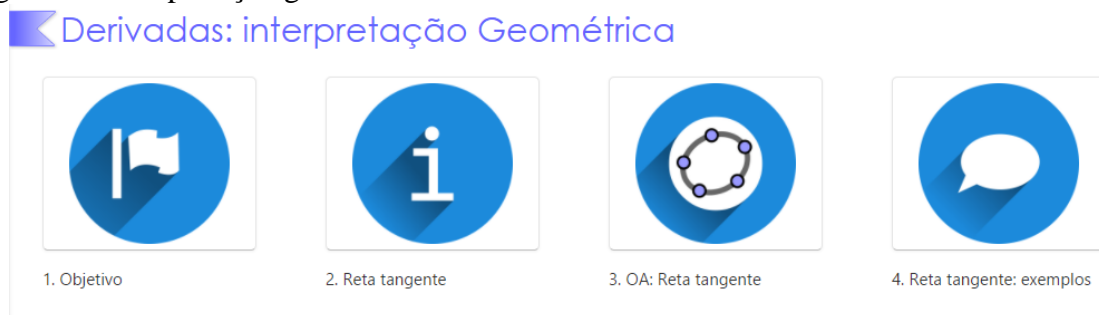 Derivadas: interpretação Geométrica
1. Objetivo
2. Reta tangente
3. OA: Reta tangente
4. Reta tangente: exemplos